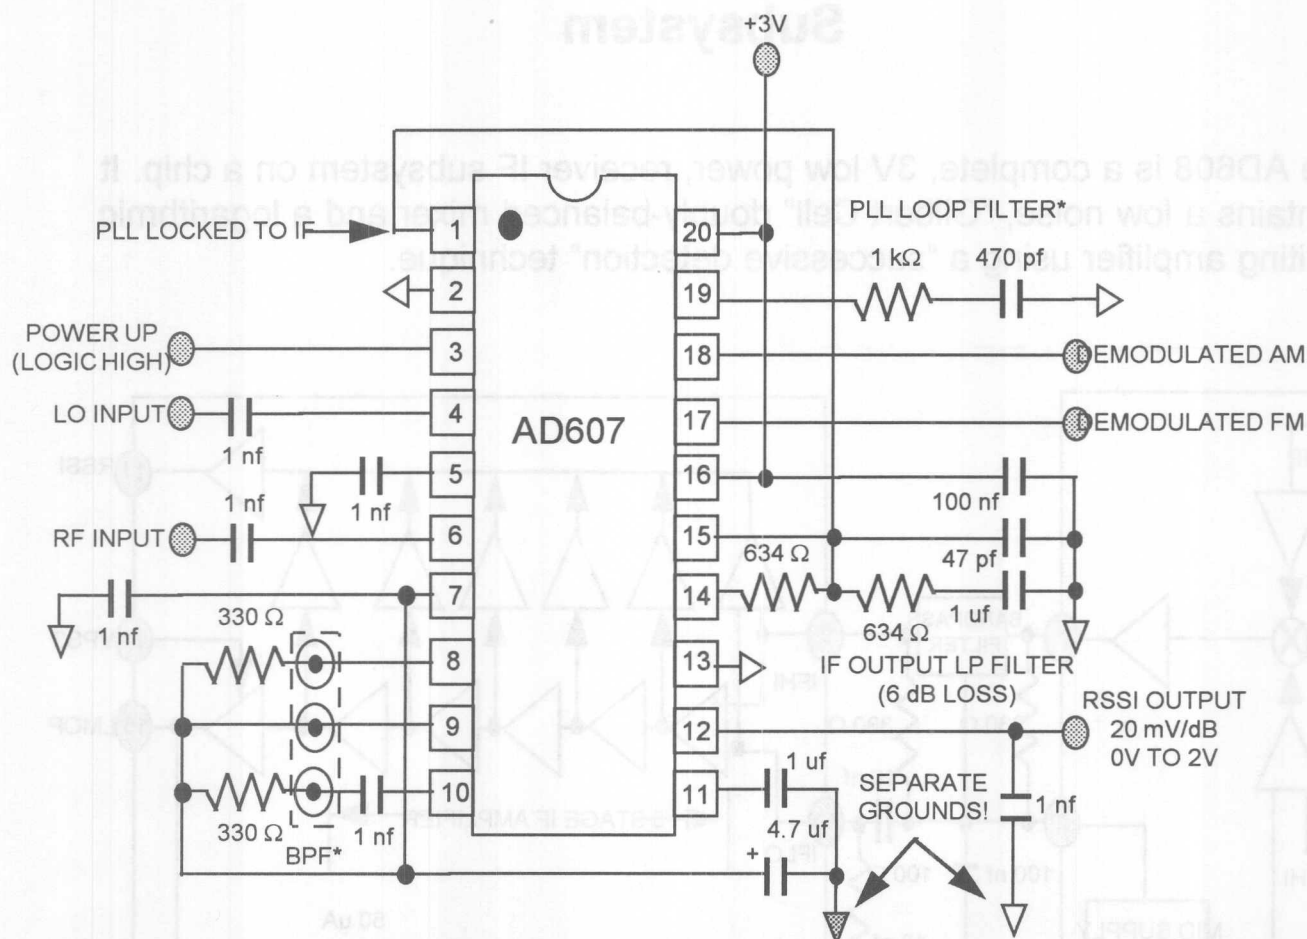 +3V
PLL LOCKED TO IF
PLL LOOP FILTER*
1 kΩ
470 pf
POWER UP
(LOGIC HIGH)
LO INPUT
1 nf
1 nf
RF INPUT
1 nf
1 nf
330 Ω
330 Ω
BPF*
1 nf
1
2
3
4
5
6
7
8
9
10
AD607
20
19
18
17
16
15
14
13
12
11
DEMODULATED AM
DEMODULATED FM
100 nf
47 pf
634 Ω
1 uf
634 Ω
IF OUTPUT LP FILTER
(6 dB LOSS)
RSSI OUTPUT
20 mV/dB
0V TO 2V
1 uf
4.7 uf
+
SEPARATE
GROUNDS!
1 nf